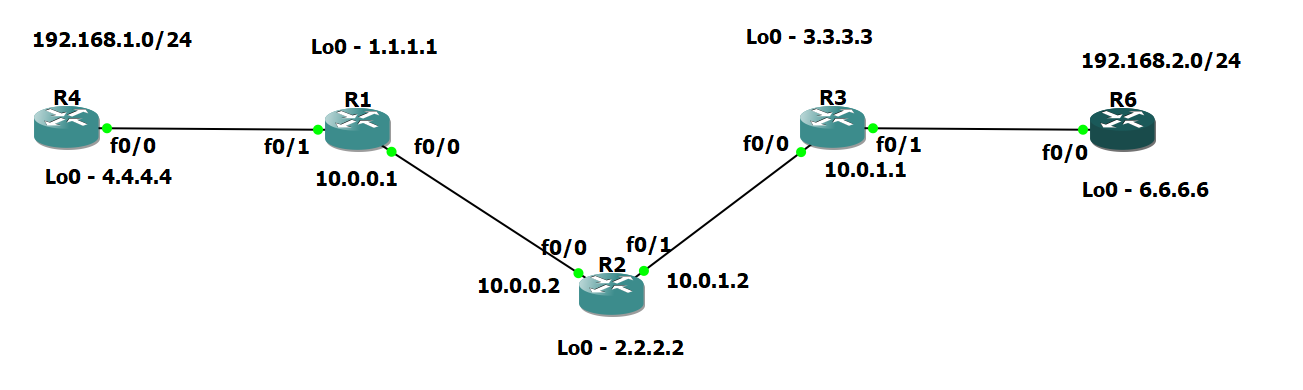 192.168.1.0/24
R4
f0/0
Lo0 - 4.4.4.4
Lo0 - 1.1.1.1
R1
f0/1
f0/0
10.0.0.1
f0/0
R2
f0/1
10.0.0.2
10.0.1.2
Lo0 - 2.2.2.2
Lo0 - 3.3.3.3
R3
f0/0
f0/1
10.0.1.1
192.168.2.0/24
R6
f0/0
Lo0 - 6.6.6.6